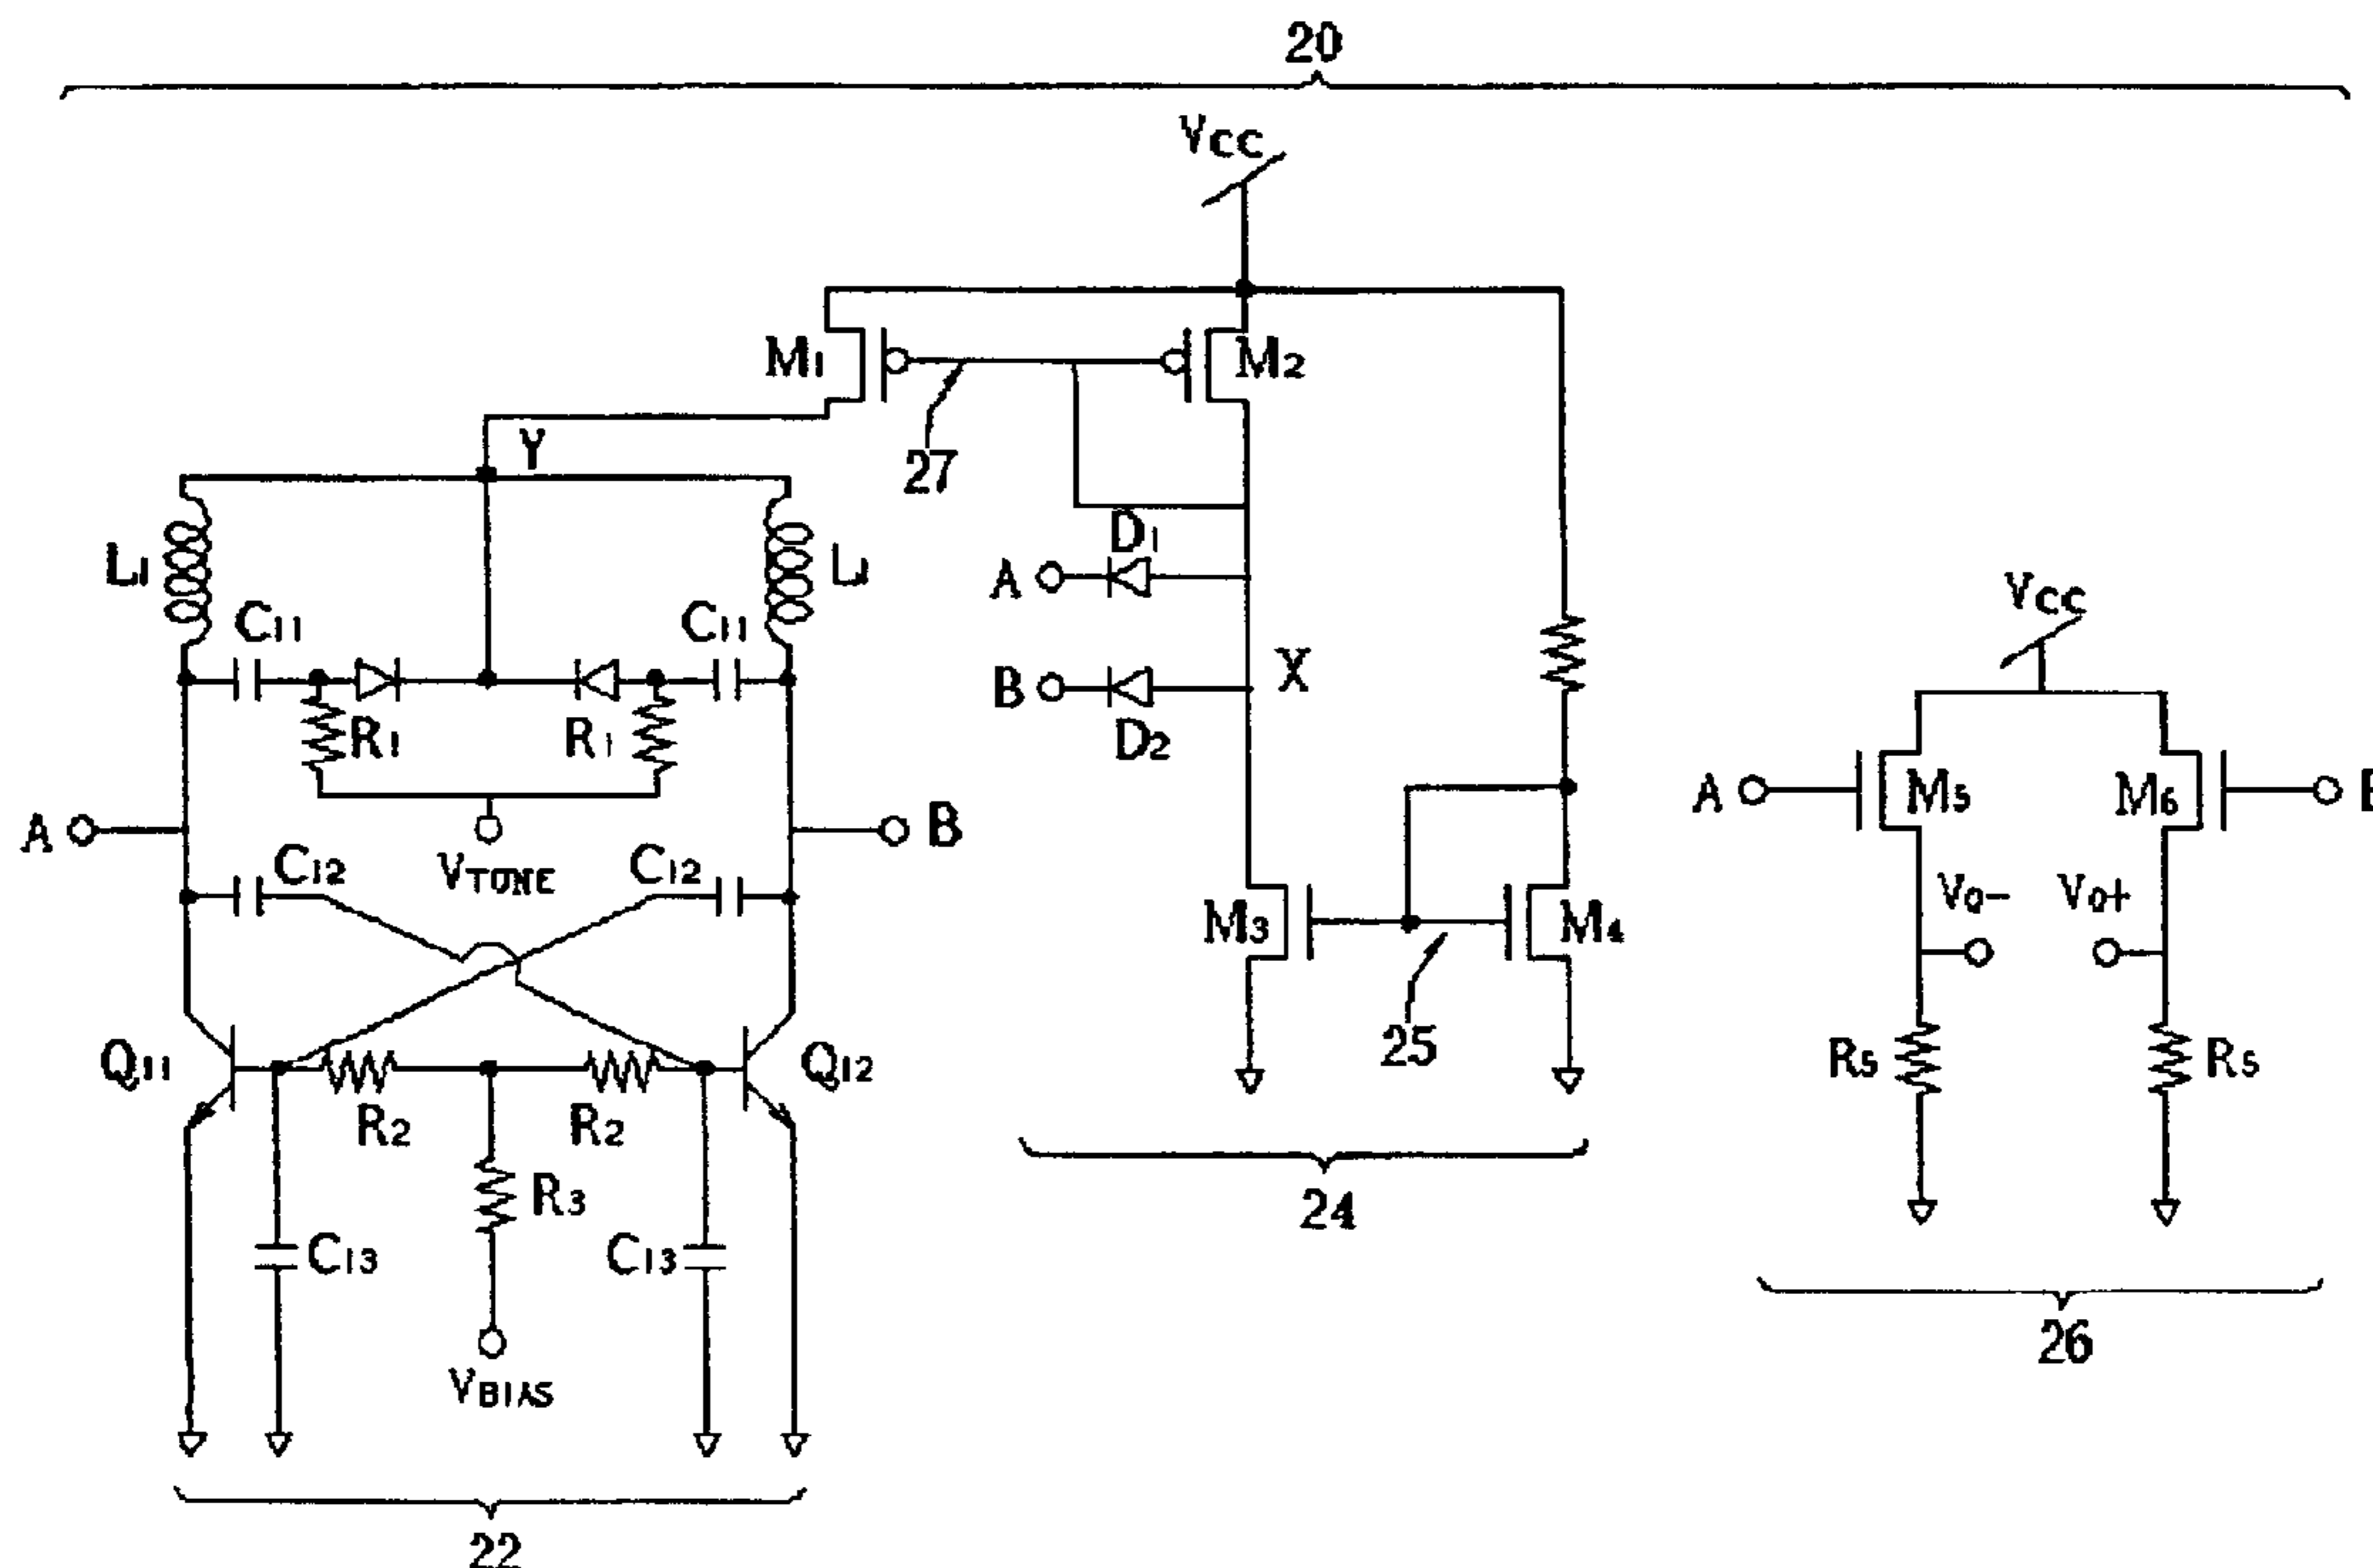 20
VCC
M1
M2
Y
27
L1
L1
D1
A
C11
C11
VCC
X
B
R1
R1
D2
A
M5
M6
A
B
VTUNE
C12
C12
VO-
VO+
M3
M4
25
Q11
Q12
R5
R5
R2
R2
R3
24
C13
C13
26
VBIAS
22